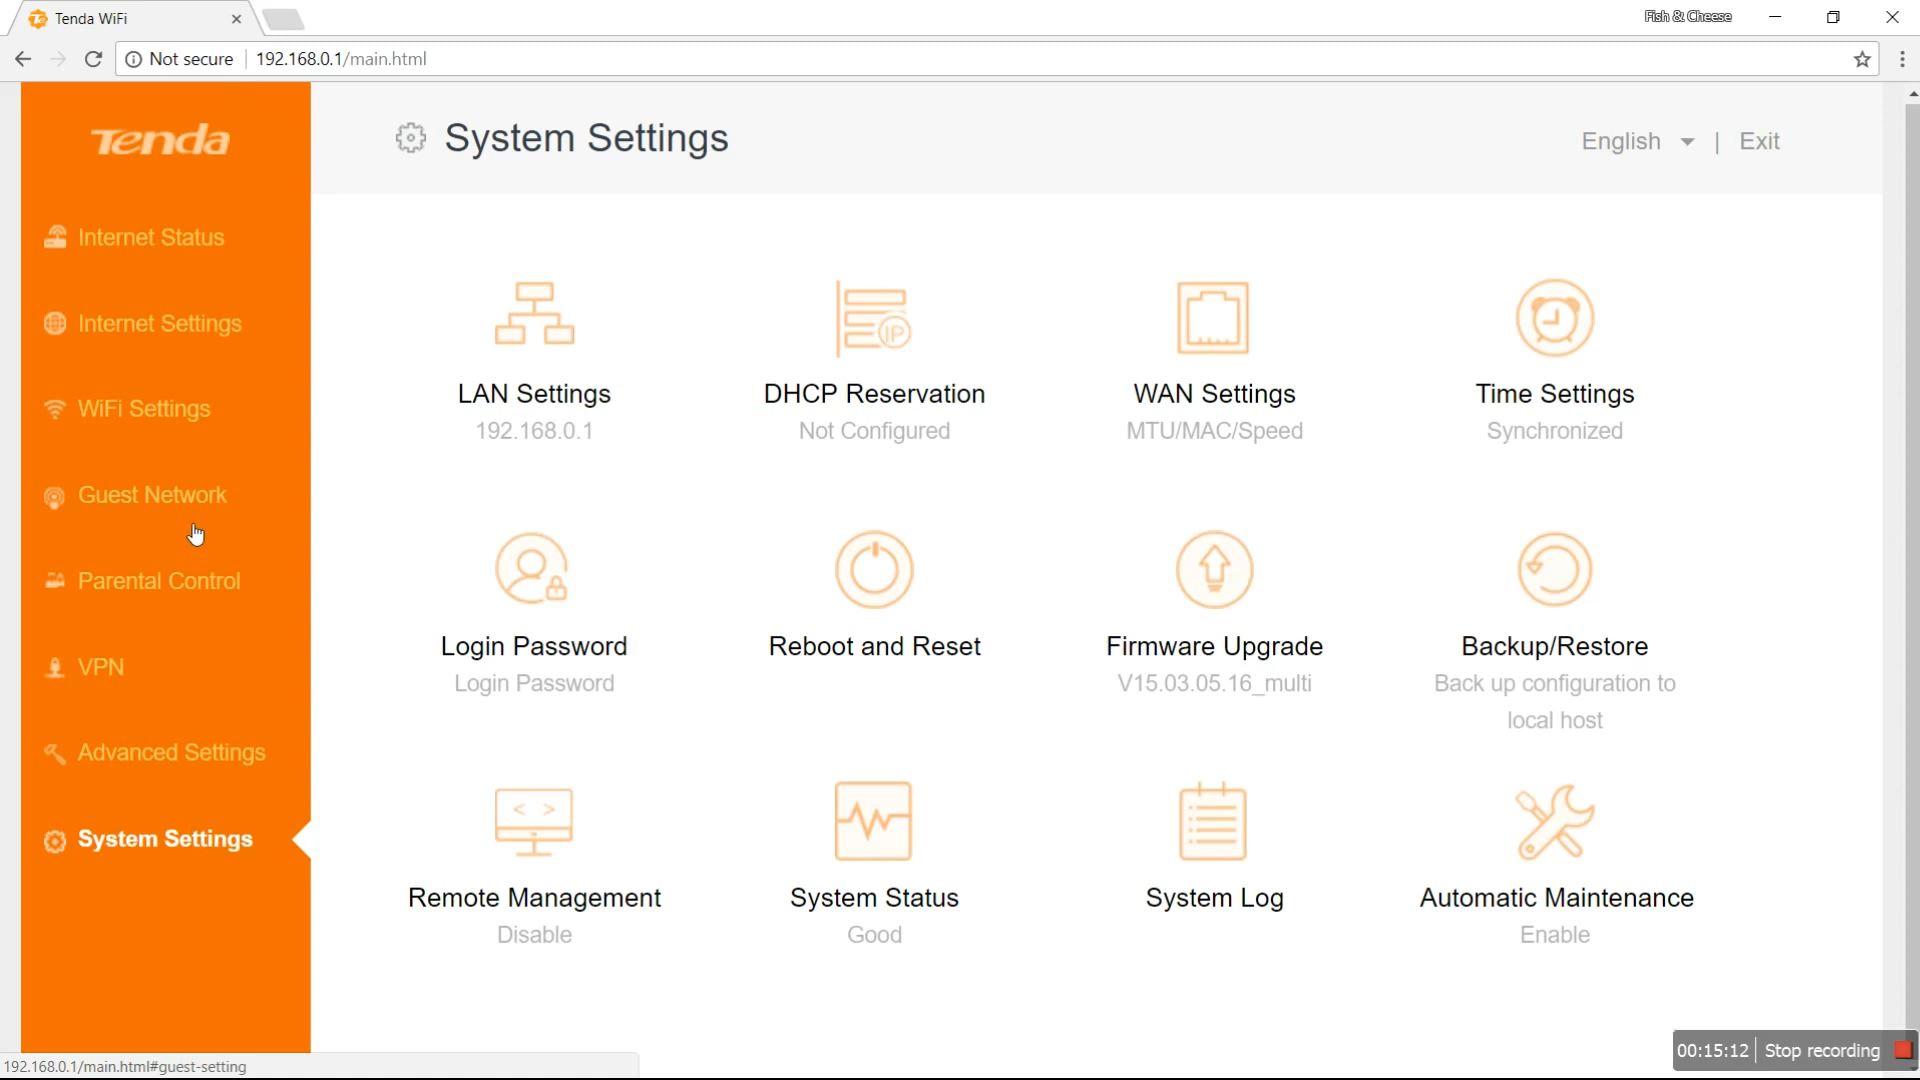 Tenda WiFi
Fish & Cheese
Not secure
192.168.0.1/main.html
Tenda
System Settings
English
| Exit
Internet Status
Internet Settings
WiFi Settings
Guest Network
Parental Control
VPN
Advanced Settings
System Settings
LAN Settings
192.168.0.1
DHCP Reservation
Not Configured
WAN Settings
MTU/MAC/Speed
Time Settings
Synchronized
IP
Login Password
Login Password
Reboot and Reset
Firmware Upgrade
V15.03.05.16_multi
Backup/Restore
Back up configuration to
local host
Remote Management
Disable
System Status
Good
System Log
Automatic Maintenance
Enable
192.168.0.1/main.html#guest-setting
00:15:12 Stop recording